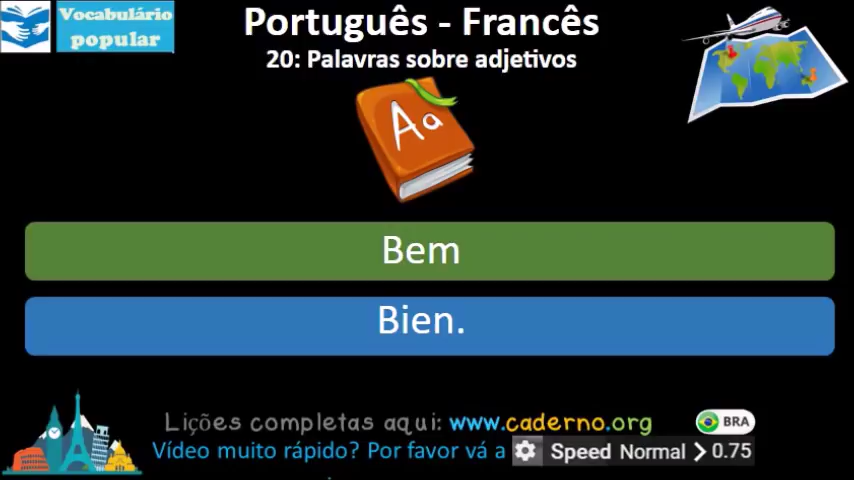 Vocabulário
popular
Português - Francês
20: Palavras sobre adjetivos
Aa
Bem
Bien.
Lições completas aqui: www.caderno.org
BRA
Vídeo muito rápido? Por favor vá a Speed Normal > 0.75